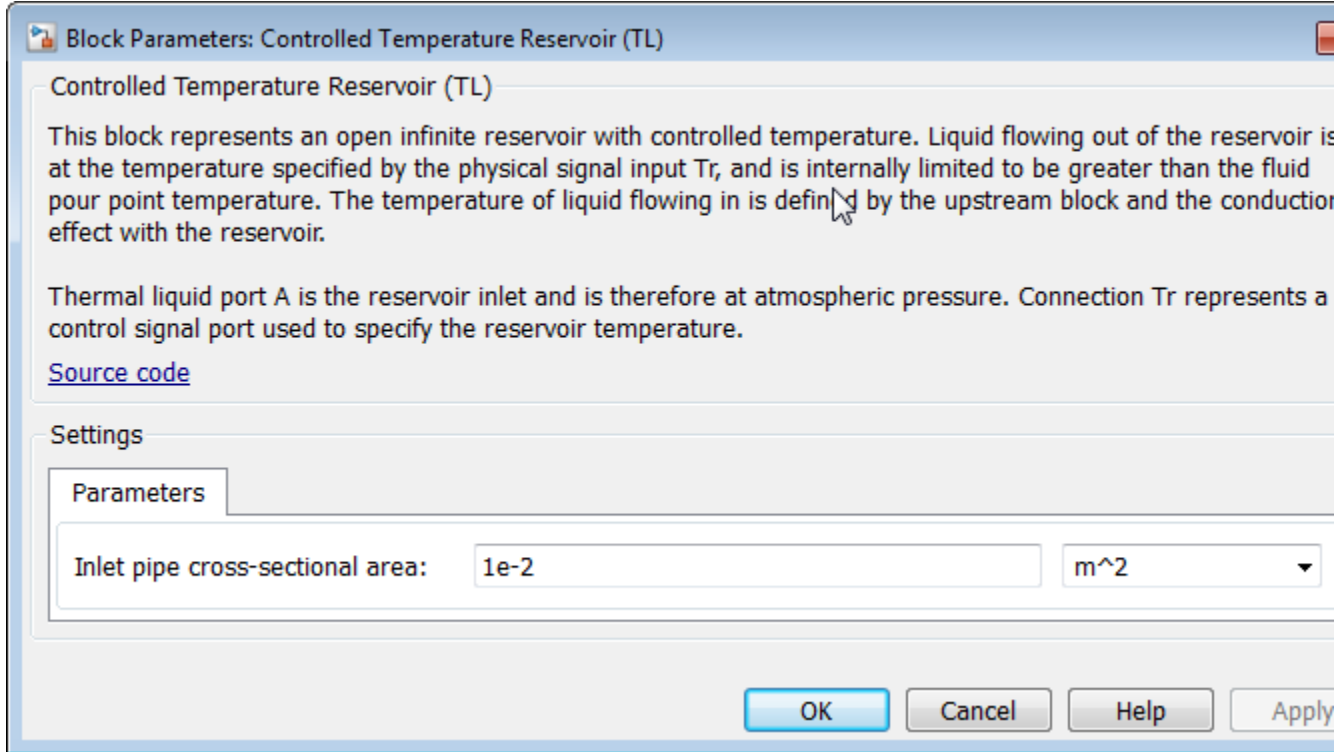 Block Parameters: Controlled Temperature Reservoir (TL)
Controlled Temperature Reservoir (TL)
This block represents an open infinite reservoir with controlled temperature. Liquid flowing out of the reservoir is
at the temperature specified by the physical signal input Tr, and is internally limited to be greater than the fluid
pour point temperature. The temperature of liquid flowing in is defined by the upstream block and the conduction
effect with the reservoir.
Thermal liquid port A is the reservoir inlet and is therefore at atmospheric pressure. Connection Tr represents a
control signal port used to specify the reservoir temperature.
Source code
Settings
Parameters
Inlet pipe cross-sectional area: 1e-2 m^2
OK Cancel Help Apply